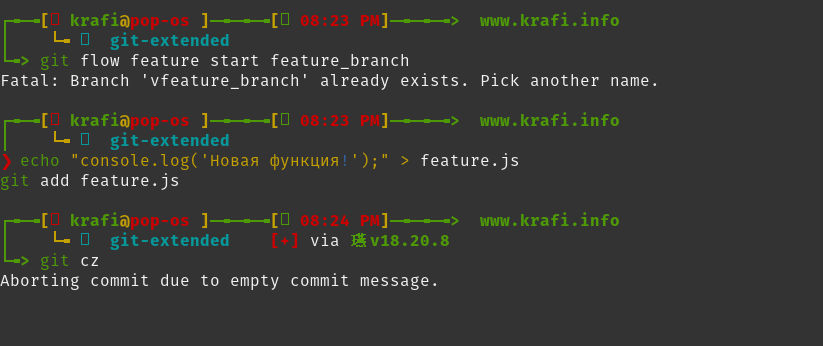 [ krafi@pop-os ][ 08:23 PM]> www.krafi.info
git-extended
> git flow feature start feature_branch
Fatal: Branch 'vfeature_branch' already exists. Pick another name.
[ krafi@pop-os ][ 08:23 PM]> www.krafi.info
git-extended
❯ echo "console.log('Новая функция!');" > feature.js
git add feature.js
[ krafi@pop-os ][ 08:24 PM]> www.krafi.info
git-extended [+] via v18.20.8
> git cz
Aborting commit due to empty commit message.